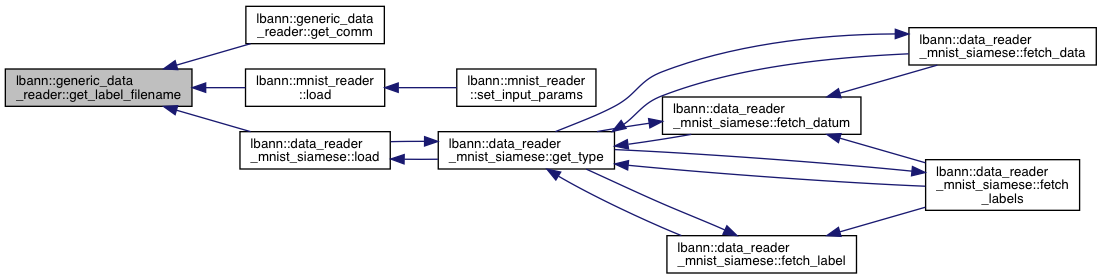 lbann::generic_data
_reader::get_label_filename
lbann::generic_data
_reader::get_comm
lbann::mnist_reader
::load
lbann::mnist_reader
::set_input_params
lbann::data_reader
_mnist_siamese::load
lbann::data_reader
_mnist_siamese::get_type
lbann::data_reader
_mnist_siamese::fetch_data
lbann::data_reader
_mnist_siamese::fetch_datum
lbann::data_reader
_mnist_siamese::fetch
_labels
lbann::data_reader
_mnist_siamese::fetch_label